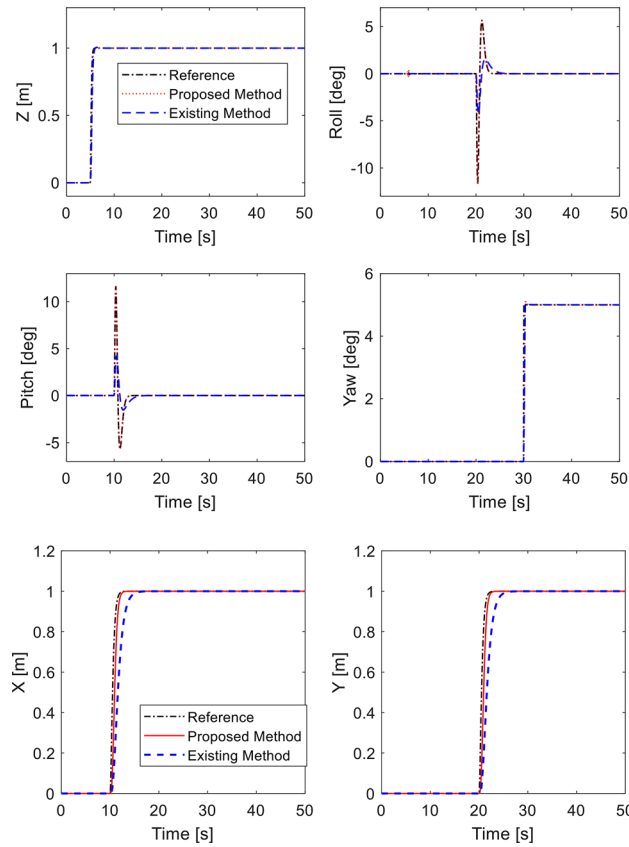 Z [m]
1
0.5
0
0 10 20 30 40 50
Time [s]
Reference
Proposed Method
Existing Method
Roll [deg]
5
0
-5
-10
0 10 20 30 40 50
Time [s]
Pitch [deg]
10
5
0
-5
0 10 20 30 40 50
Time [s]
Yaw [deg]
6
4
2
0
0 10 20 30 40 50
Time [s]
X [m]
1.2
1
0.8
0.6
0.4
0.2
0
0 10 20 30 40 50
Time [s]
Reference
Proposed Method
Existing Method
Y [m]
1.2
1
0.8
0.6
0.4
0.2
0
0 10 20 30 40 50
Time [s]